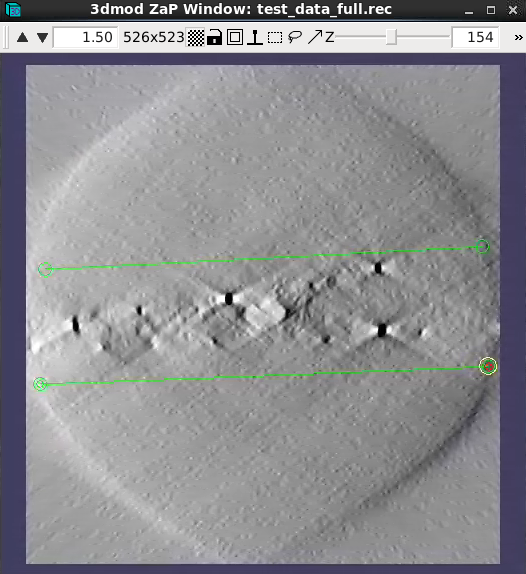 3dmod ZaP Window: test_data_full.rec
1.50 526x523 Z 154 »